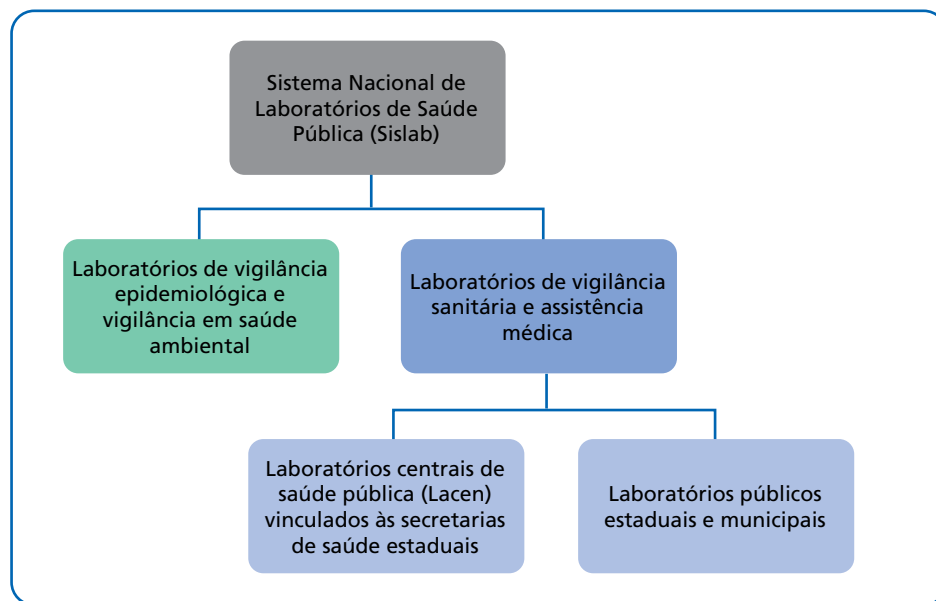 Sistema Nacional de
Laboratórios de Saúde
Pública (Sislab)
Laboratórios de vigilância
epidemiológica e
vigilância em saúde
ambiental
Laboratórios de vigilância
sanitária e assistência
médica
Laboratórios centrais de
saúde pública (Lacen)
vinculados às secretarias
de saúde estaduais
Laboratórios públicos
estaduais e municipais